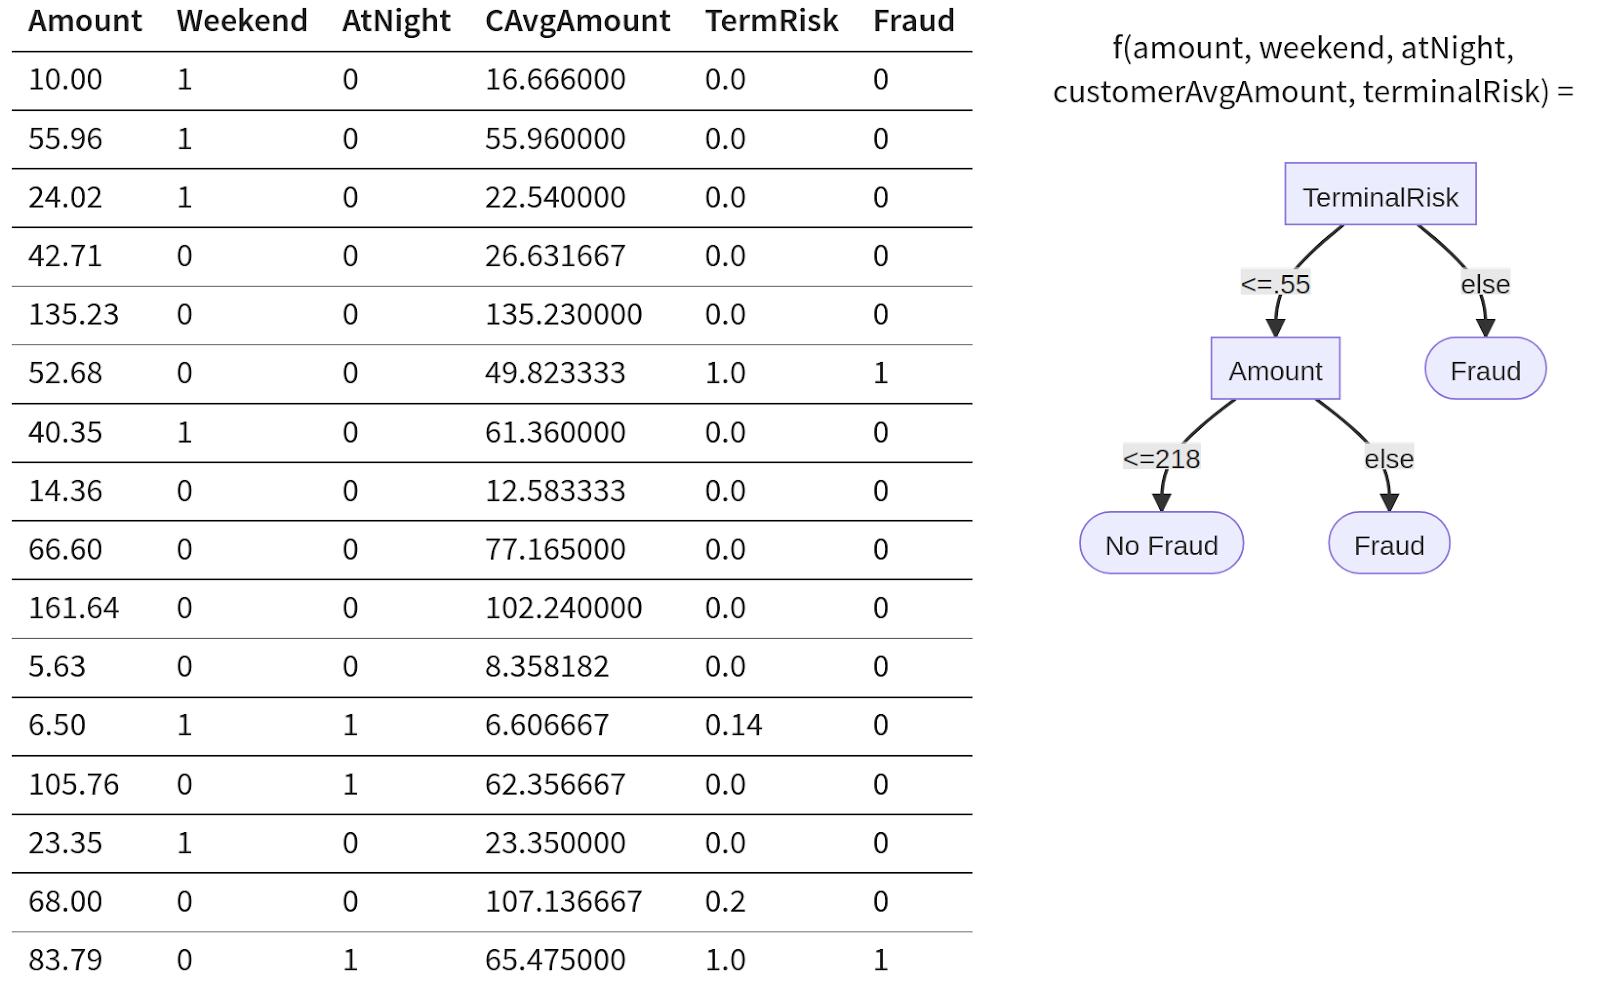 Amount Weekend AtNight CAvgAmount TermRisk Fraud
10.00 1 0 16.666000 0.0 0
55.96 1 0 55.960000 0.0 0
24.02 1 0 22.540000 0.0 0
42.71 0 0 26.631667 0.0 0
135.23 0 0 135.230000 0.0 0
52.68 0 0 49.823333 1.0 1
40.35 1 0 61.360000 0.0 0
14.36 0 0 12.583333 0.0 0
66.60 0 0 77.165000 0.0 0
161.64 0 0 102.240000 0.0 0
5.63 0 0 8.358182 0.0 0
6.50 1 1 6.606667 0.14 0
105.76 0 1 62.356667 0.0 0
23.35 1 0 23.350000 0.0 0
68.00 0 0 107.136667 0.2 0
83.79 0 1 65.475000 1.0 1
f(amount, weekend, atNight,
customerAvgAmount, terminalRisk) =
TerminalRisk
<=.55 else
Amount Fraud
<=218 else
No Fraud Fraud